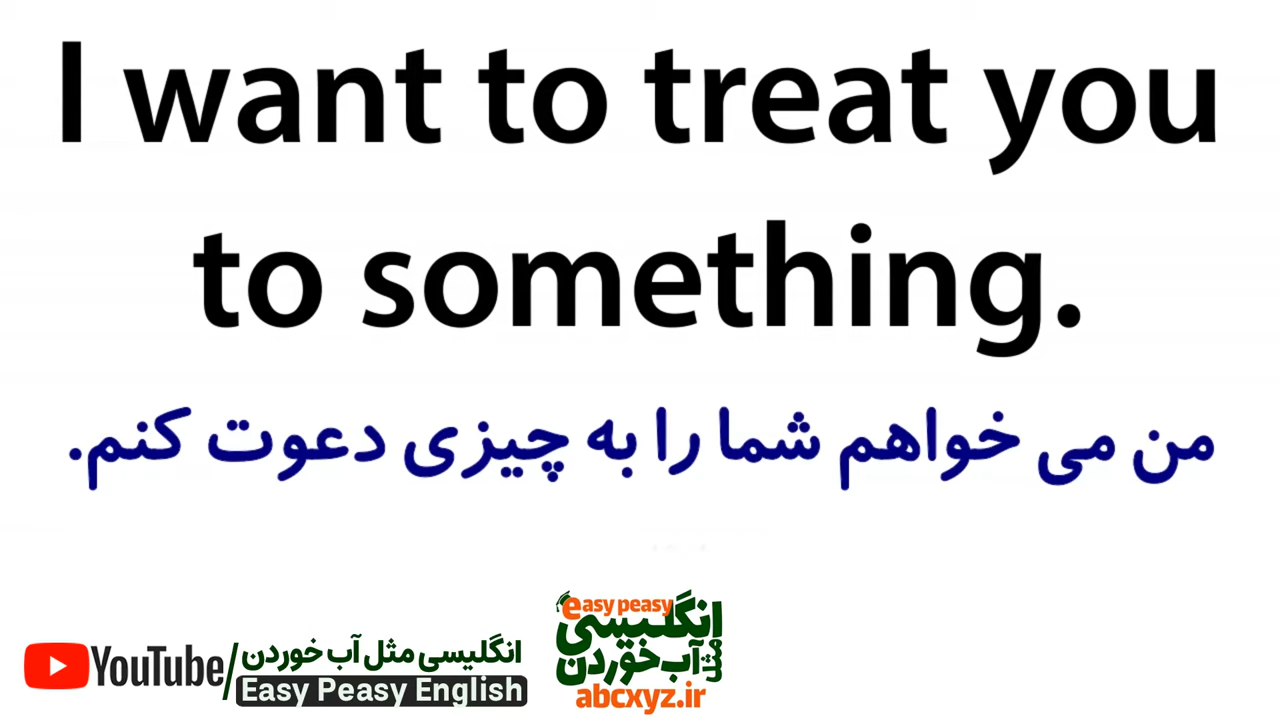 I want to treat you
to something.
من می خواهم شما را به چیزی دعوت کنم.
YouTube/انگلیسی مثل آب خوردن
Easy Peasy English
easy peasy
انگلیسی
مثل آب خوردن
abcxyz.ir